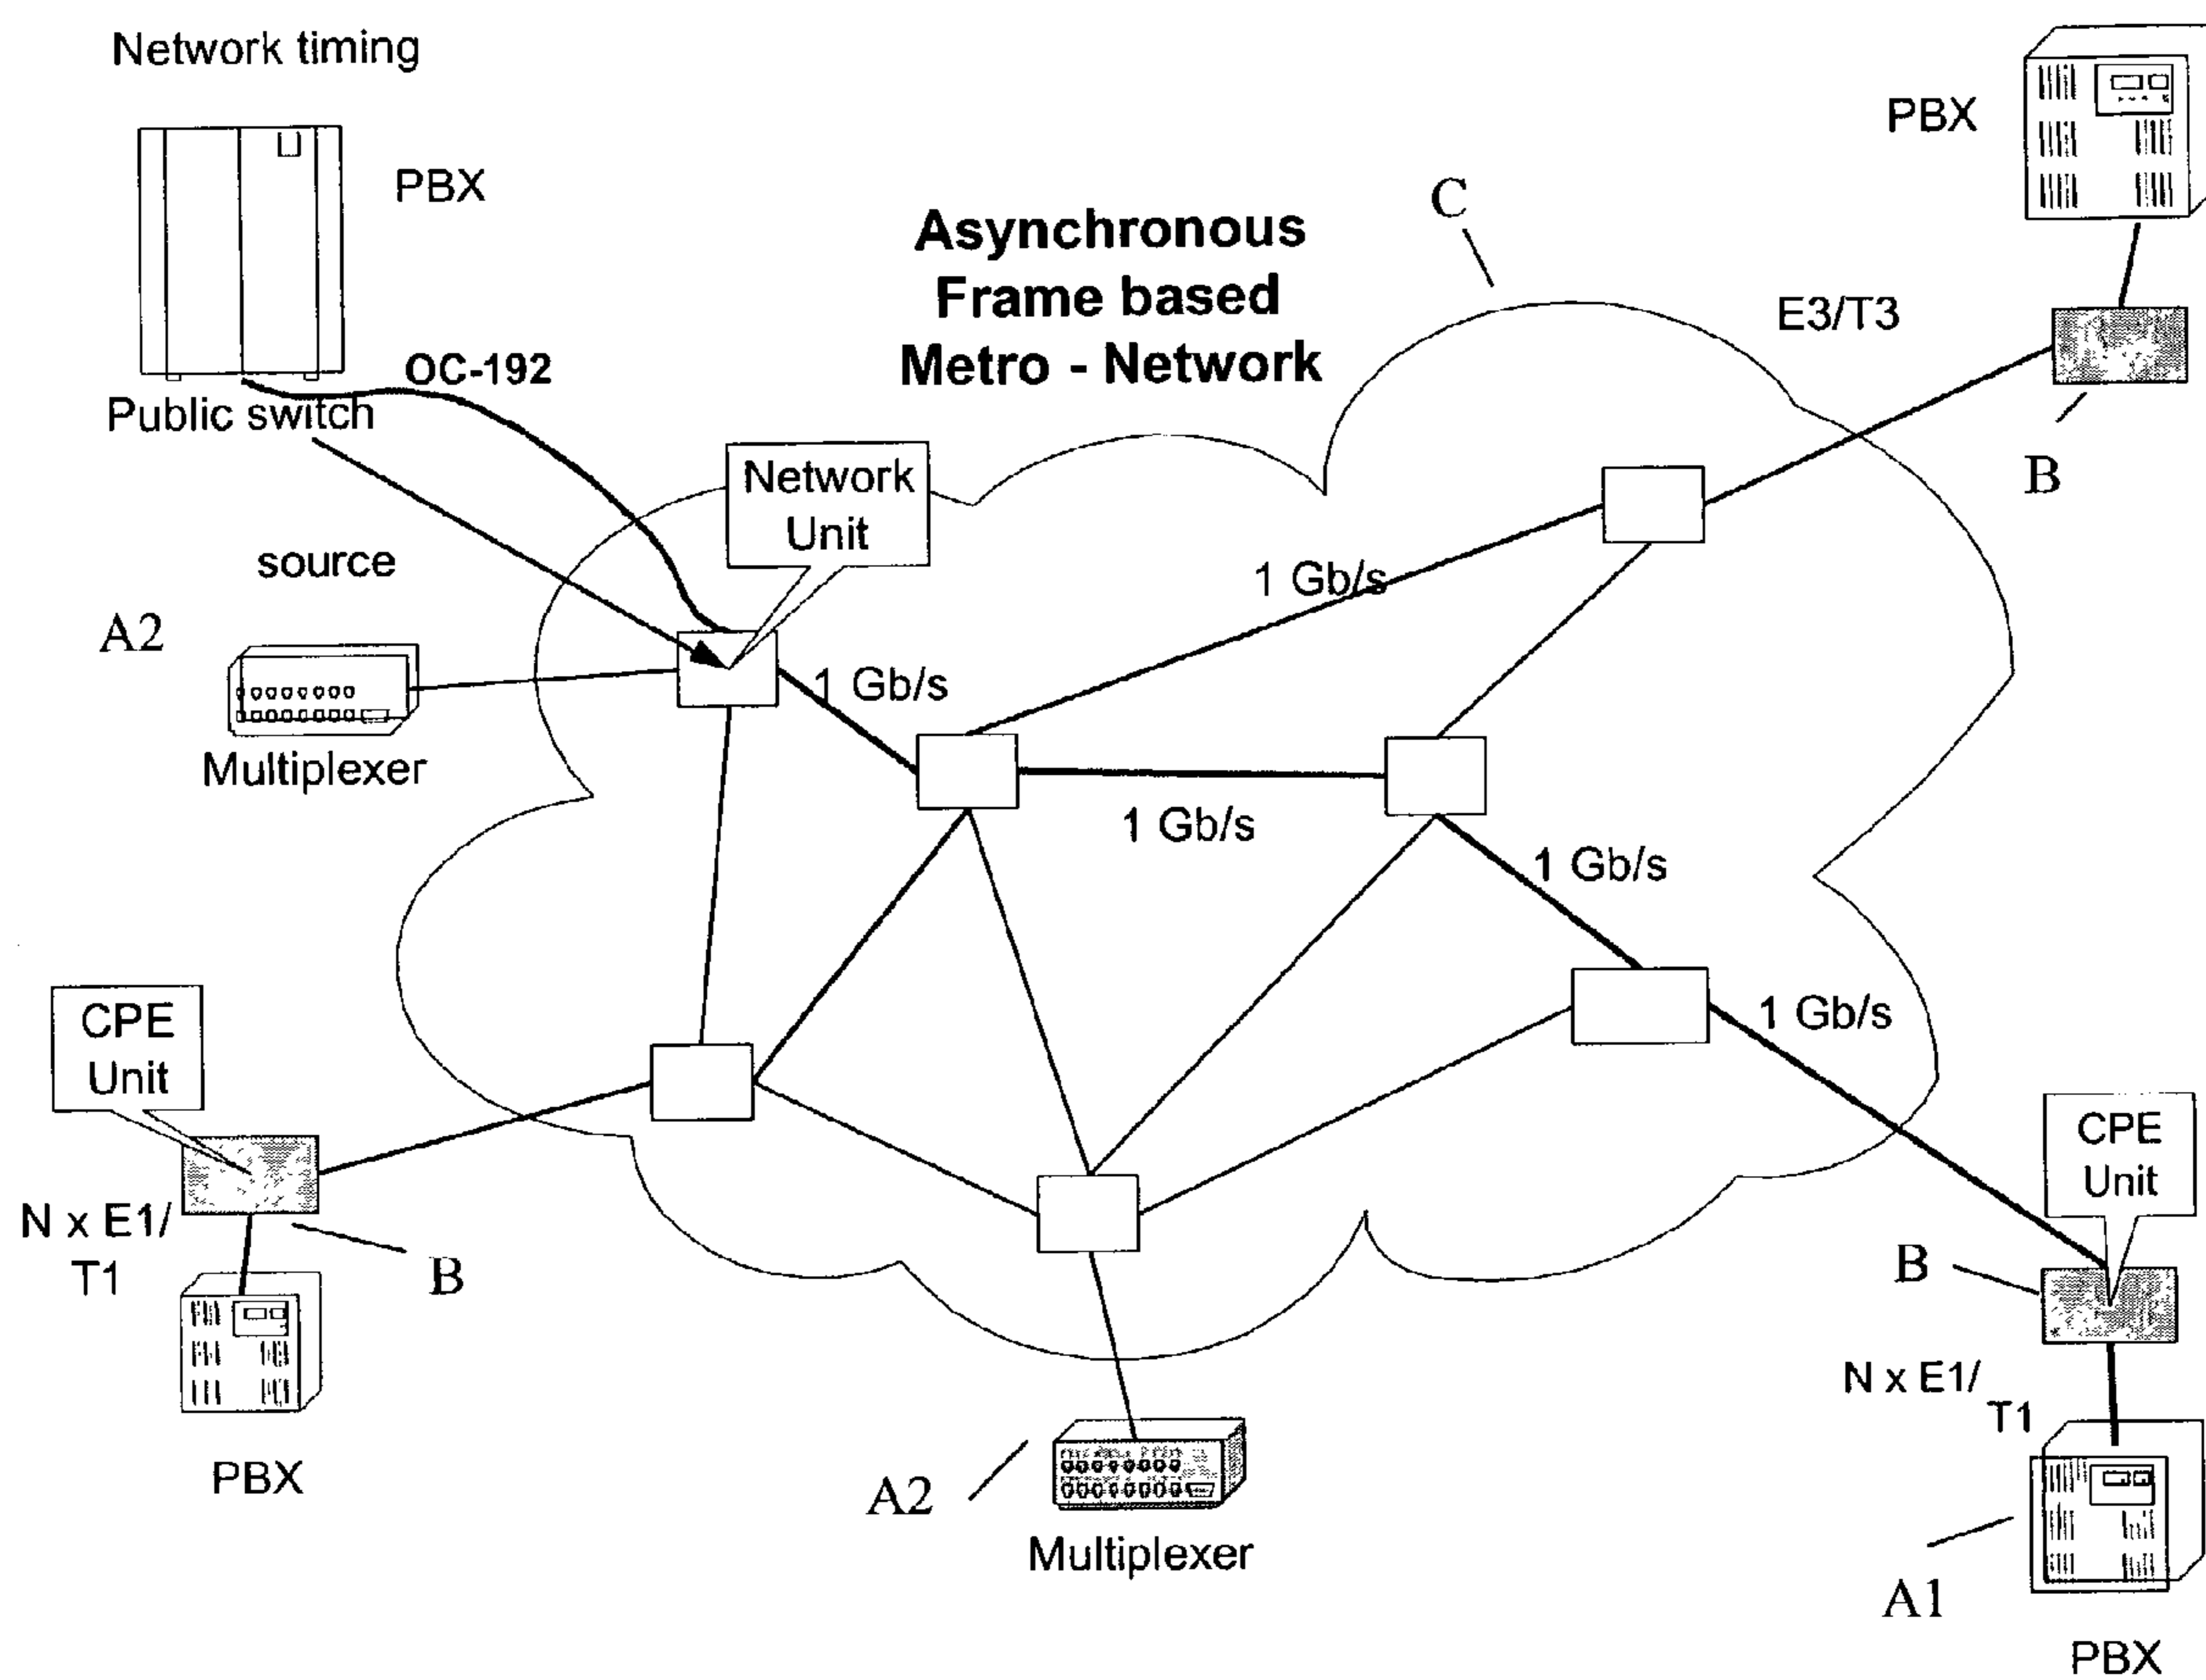 Network timing
PBX
PBX
C
Asynchronous
Frame based
Metro - Network
E3/T3
OC-192
Public switch
Network
Unit
B
source
1 Gb/s
A2
1 Gb/s
Multiplexer
1 Gb/s
1 Gb/s
CPE
Unit
1 Gb/s
CPE
Unit
N x E1/
T1
B
B
N x E1/
T1
PBX
A2
Multiplexer
A1
PBX